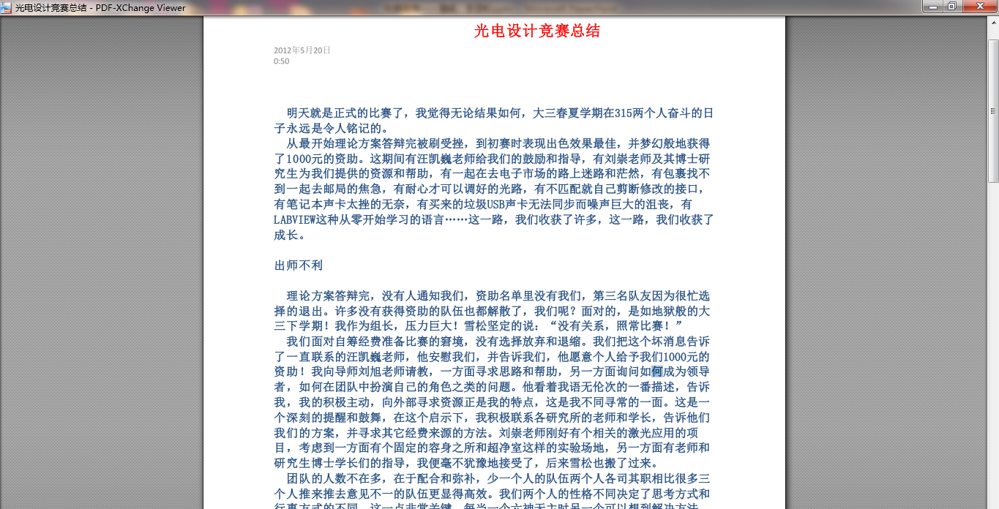 光电设计竞赛总结 - PDF-XChange Viewer
光电设计竞赛总结
2012年5月20日
0:50
明天就是正式的比赛了，我觉得无论结果如何，大三春夏学期在315两个人奋斗的日
子永远是令人铭记的。
从最开始理论方案答辩完被刷受挫，到初赛时表现出色效果最佳，并梦幻般地获得
了1000元的资助。这期间有汪凯巍老师给我们的鼓励和指导，有刘崇老师及其博士研
究生为我们提供的资源和帮助，有一起在去电子市场的路上迷路和茫然，有包裹找不
到一起去邮局的焦急，有耐心才可以调好的光路，有不匹配就自己剪断修改的接口，
有笔记本声卡太挫的无奈，有买来的垃圾USB声卡无法同步而噪声巨大的沮丧，有
LABVIEW这种从零开始学习的语言……这一路，我们收获了许多，这一路，我们收获了
成长。
出师不利
理论方案答辩完，没有人通知我们，资助名单里没有我们，第三名队友因为很忙选
择的退出。许多没有获得资助的队伍也都解散了，我们呢？面对的，是如地狱般的大
三下学期！我作为组长，压力巨大！雪松坚定的说：“没有关系，照常比赛！”
我们面对自筹经费准备比赛的窘境，没有选择放弃和退缩。我们把这个坏消息告诉
了一直联系的汪凯巍老师，他安慰我们，并告诉我们，他愿意个人给予我们1000元的
资助！我向导师刘旭老师请教，一方面寻求思路和帮助，另一方面询问如何成为领导
者，如何在团队中扮演自己的角色之类的问题。他看着我语无伦次的一番描述，告诉
我，我的积极主动，向外部寻求资源正是我的特点，这是我不同寻常的一面。这是一
个深刻的提醒和鼓舞，在这个启示下，我积极联系各研究所的老师和学长，告诉他们
我们的方案，并寻求其它经费来源的方法。刘崇老师刚好有个相关的激光应用的项
目，考虑到一方面有个固定的容身之所和超净室这样的实验场地，另一方面有老师和
研究生博士学长们的指导，我便毫不犹豫地接受了，后来雪松也搬了过来。
团队的人数不在多，在于配合和弥补，少一个人的队伍两个人各司其职相比很多三
个人推来推去意见不一的队伍更显得高效。我们两个人的性格不同决定了思考方式和
行事方式的不同，这一点非常关键，每当一个六神无主时另一个可以想到解决方法，